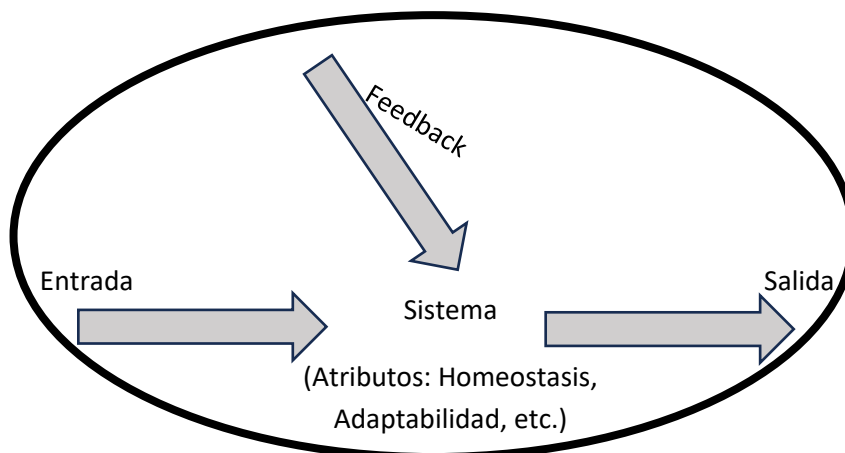 Feedback
Entrada
Salida
Sistema
(Atributos: Homeostasis,
Adaptabilidad, etc.)